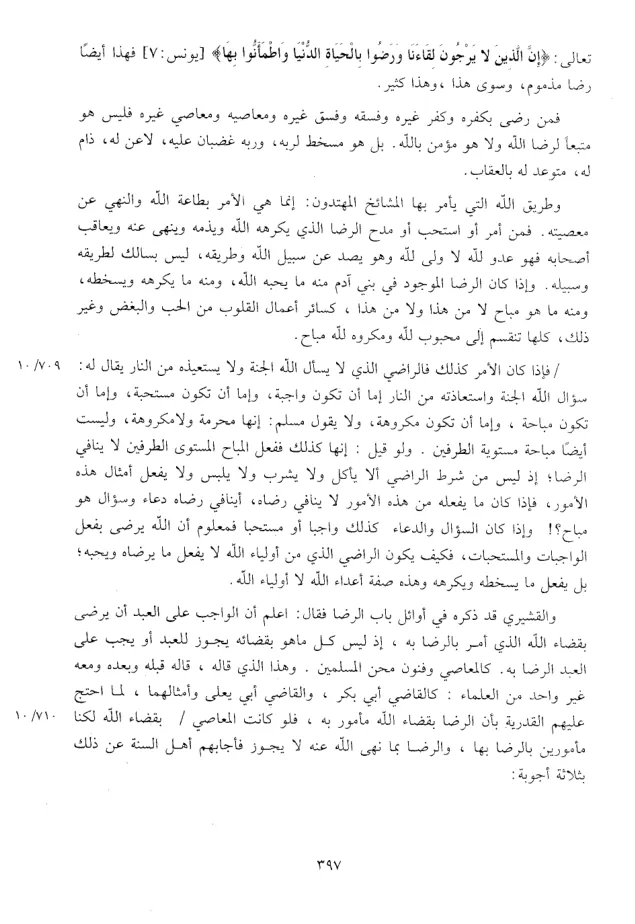 تعالى: ﴿إِنَّ الَّذِينَ لا يَرْجُونَ لِقَاءَنَا وَرَضُوا بِالْحَيَاةِ الدُّنْيَا وَاطْمَأَنُّوا بِهَا﴾ [يونس: ٧] فهذا أيضًا
رضا مذموم، وسوى هذا ، وهذا كثير.
فمن رضى بكفره وكفر غيره وفسقه وفسق غيره ومعاصيه ومعاصي غيره فليس هو
متبعاً لرضا الله ولا هو مؤمن بالله. بل هو مسخط لربه، وربه غضبان عليه، لاعن له، ذام
له، متوعد له بالعقاب.
وطريق الله التي يأمر بها المشائخ المهتدون: إنما هي الأمر بطاعة الله والنهي عن
معصيته. فمن أمر أو استحب أو مدح الرضا الذي يكرهه الله ويذمه وينهى عنه ويعاقب
أصحابه فهو عدو لله لا ولى لله وهو يصد عن سبيل الله وطريقه، ليس بسالك لطريقه
وسبيله. وإذا كان الرضا الموجود في بني آدم منه ما يحبه الله، ومنه ما يكرهه ويسخطه،
ومنه ما هو مباح لا من هذا ولا من هذا ، كسائر أعمال القلوب من الحب والبغض وغير
ذلك، كلها تنقسم إلى محبوب لله ومكروه لله مباح.
/ فإذا كان الأمر كذلك فالراضي الذي لا يسأل الله الجنة ولا يستعيذه من النار يقال له: ١٠/٧٠٩
سؤال الله الجنة واستعاذته من النار إما أن تكون واجبة، وإما أن تكون مستحبة، وإما أن
تكون مباحة ، وإما أن تكون مكروهة، ولا يقول مسلم: إنها محرمة ولامكروهة، وليست
أيضًا مباحة مستوية الطرفين . ولو قيل : إنها كذلك ففعل المباح المستوى الطرفين لا ينافي
الرضا؛ إذ ليس من شرط الراضي ألا يأكل ولا يشرب ولا يلبس ولا يفعل أمثال هذه
الأمور، فإذا كان ما يفعله من هذه الأمور لا ينافي رضاه، أينافي رضاه دعاء وسؤال هو
مباح؟! وإذا كان السؤال والدعاء كذلك واجبا أو مستحبا فمعلوم أن الله يرضى بفعل
الواجبات والمستحبات، فكيف يكون الراضي الذي من أولياء الله لا يفعل ما يرضاه ويحبه؛
بل يفعل ما يسخطه ويكرهه وهذه صفة أعداء الله لا أولياء الله.
والقشيري قد ذكره في أوائل باب الرضا فقال: اعلم أن الواجب على العبد أن يرضى
بقضاء الله الذي أمر بالرضا به ، إذ ليس كل ماهو بقضائه يجوز للعبد أو يجب على
العبد الرضا به. كالمعاصي وفنون محن المسلمين . وهذا الذي قاله ، قاله قبله وبعده ومعه
غير واحد من العلماء : كالقاضي أبي بكر ، والقاضي أبي يعلى وأمثالهما ، لما احتج
عليهم القدرية بأن الرضا بقضاء الله مأمور به ، فلو كانت المعاصي / بقضاء الله لكنا ١٠/٧١٠
مأمورين بالرضا بها ، والرضا بما نهى الله عنه لا يجوز فأجابهم أهل السنة عن ذلك
بثلاثة أجوبة:
٣٩٧